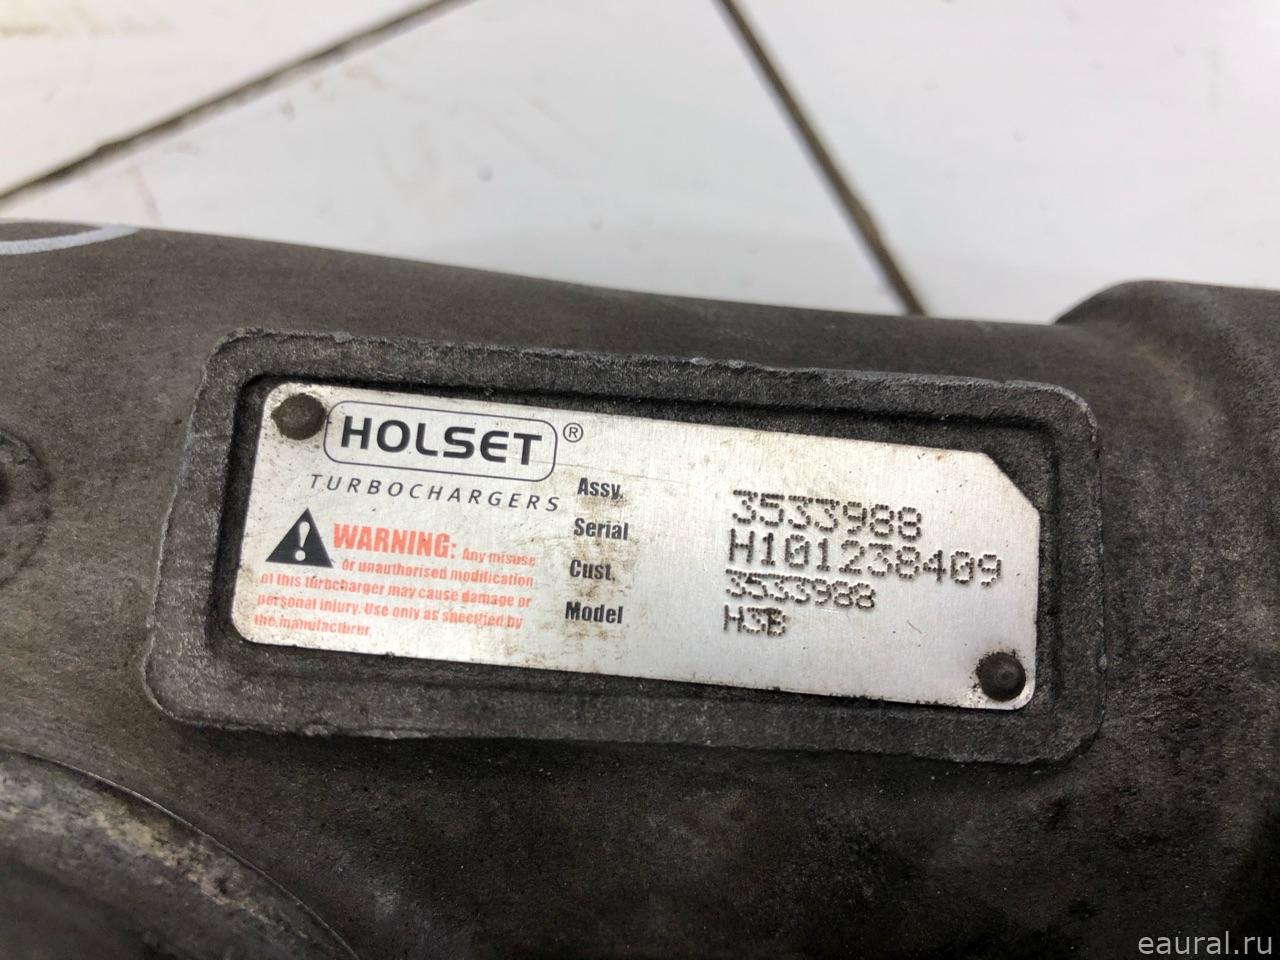 HOLSET®
TURBOCHARGERS
WARNING: Any misuse
or unauthorised modification
of this turbocharger may cause damage or
personal injury. Use only as specified by
the manufacturer.
Assy. 3533988
Serial H101238409
Cust. 3533988
Model H3B
eaural.ru